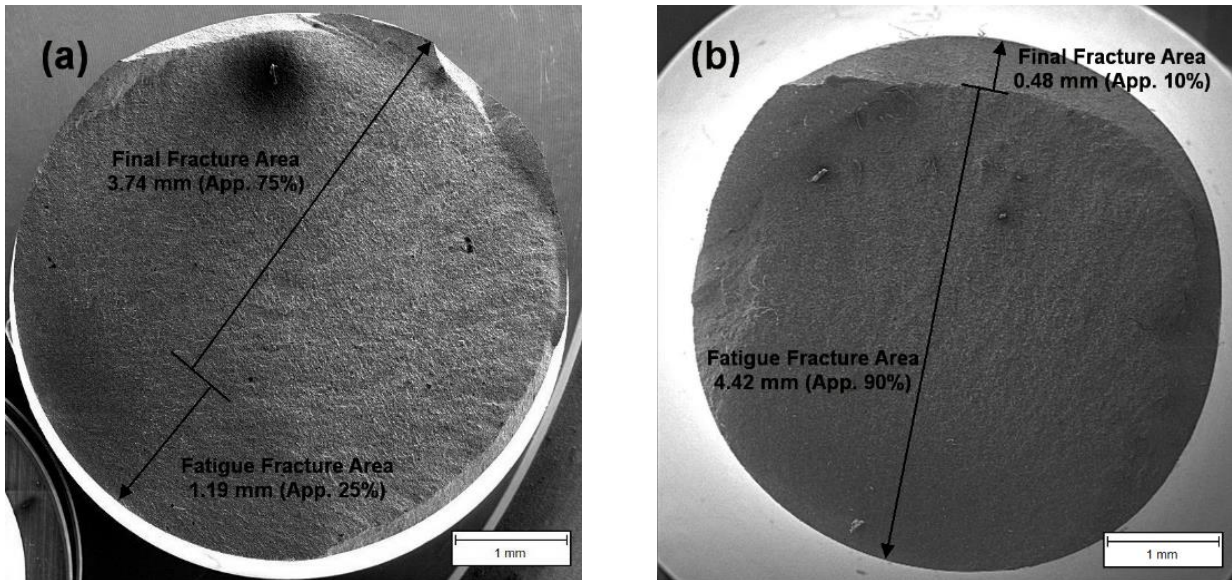 (a)
Final Fracture Area
3.74 mm (App. 75%)
Fatigue Fracture Area
1.19 mm (App. 25%)
1 mm
(b)
Final Fracture Area
0.48 mm (App. 10%)
Fatigue Fracture Area
4.42 mm (App. 90%)
1 mm